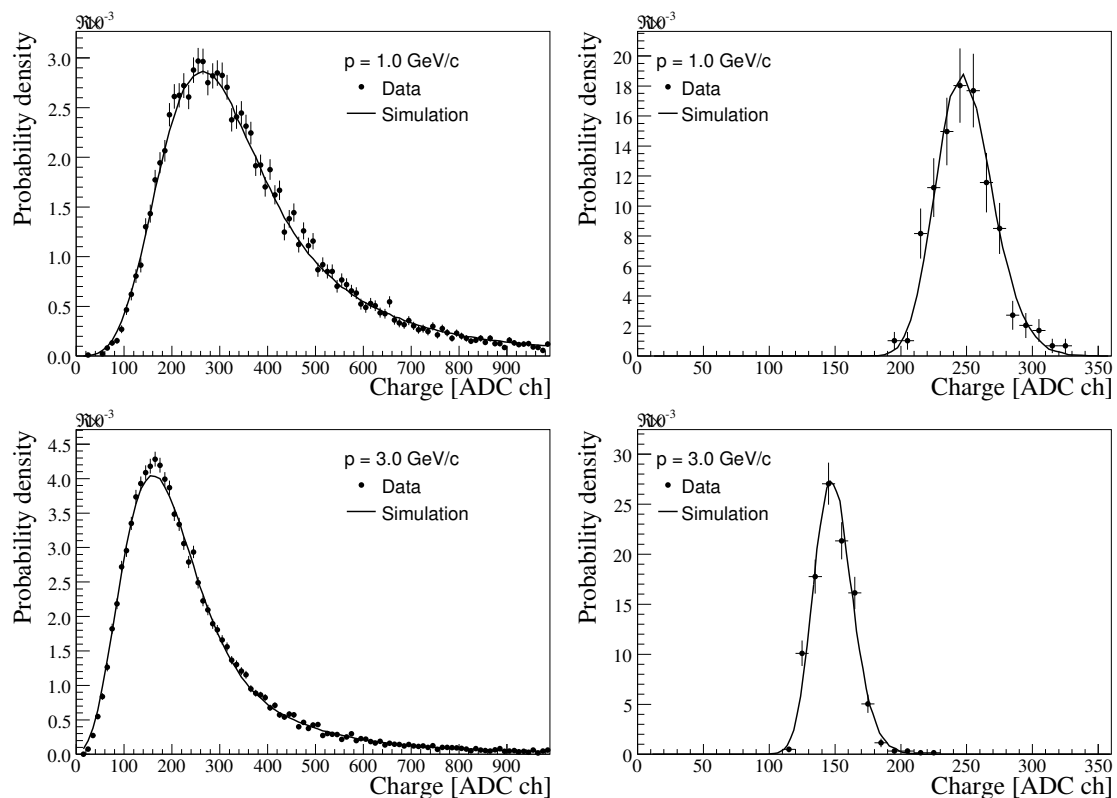 ×10⁻³
p = 1.0 GeV/c
Data
Simulation
Probability density
3.0
2.5
2.0
1.5
1.0
0.5
0.0
0 100 200 300 400 500 600 700 800 900
Charge [ADC ch]
×10⁻³
p = 1.0 GeV/c
Data
Simulation
Probability density
20
18
16
14
12
10
8
6
4
2
0
0 50 100 150 200 250 300 350
Charge [ADC ch]
×10⁻³
p = 3.0 GeV/c
Data
Simulation
Probability density
4.5
4.0
3.5
3.0
2.5
2.0
1.5
1.0
0.5
0.0
0 100 200 300 400 500 600 700 800 900
Charge [ADC ch]
×10⁻³
p = 3.0 GeV/c
Data
Simulation
Probability density
30
25
20
15
10
5
0
0 50 100 150 200 250 300 350
Charge [ADC ch]